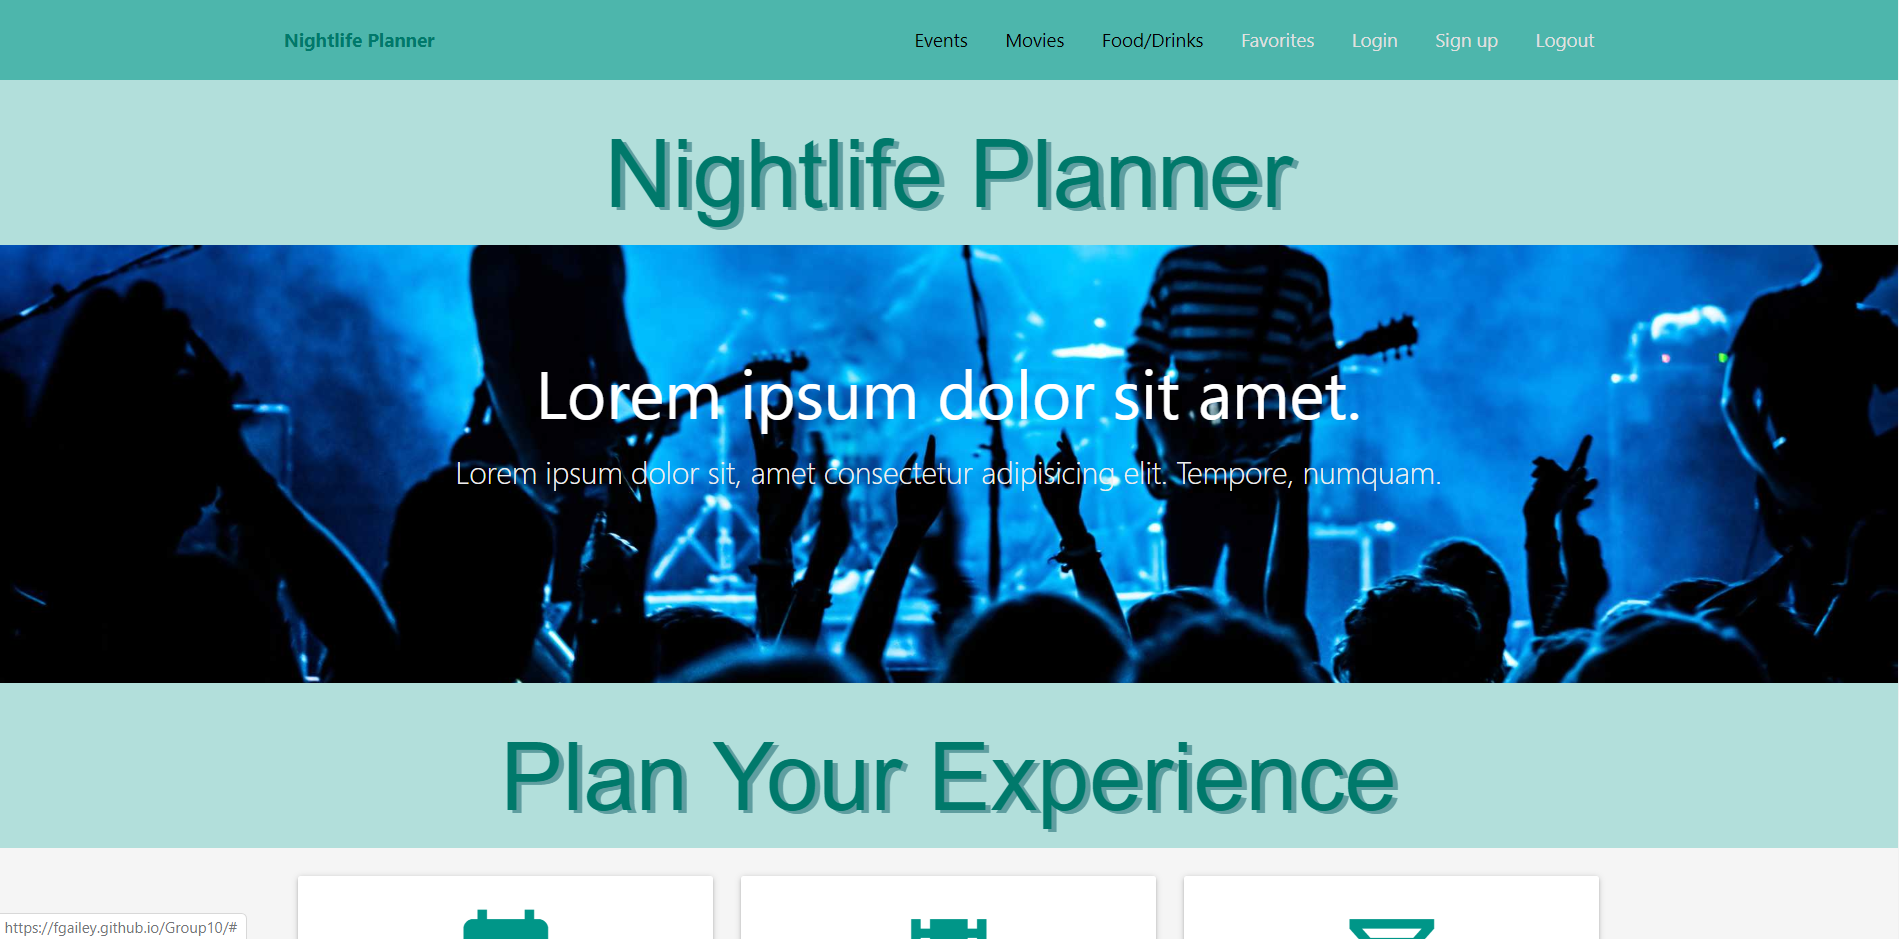 Nightlife Planner
Events Movies Food/Drinks Favorites Login Sign up Logout
Nightlife Planner
Lorem ipsum dolor sit amet.
Lorem ipsum dolor sit, amet consectetur adipisicing elit. Tempore, numquam.
Plan Your Experience
https://fgailey.github.io/Group10/#